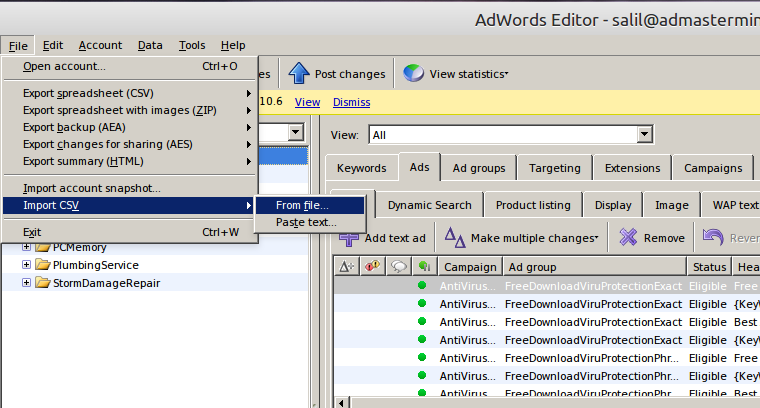 AdWords Editor - salil@admastermin
File Edit Account Data Tools Help
Open account... Ctrl+O
Post changes
View statistics
Export spreadsheet (CSV)
Export spreadsheet with images (ZIP)
Export backup (AEA)
Export changes for sharing (AES)
Export summary (HTML)
Import account snapshot...
Import CSV
Exit Ctrl+W
From file...
Paste text...
10.6 View Dismiss
View: All
Keywords Ads Ad groups Targeting Extensions Campaigns
Dynamic Search Product listing Display Image WAP text
Add text ad Make multiple changes Remove Rever
Campaign Ad group Status Hea
AntiVirus... FreeDownloadViruProtectionExact Eligible Free
AntiVirus... FreeDownloadViruProtectionExact Eligible {KeyW
AntiVirus... FreeDownloadViruProtectionExact Eligible Best
AntiVirus... FreeDownloadViruProtectionExact Eligible {KeyW
AntiVirus... FreeDownloadViruProtectionPhr... Eligible Free
AntiVirus... FreeDownloadViruProtectionPhr... Eligible {KeyW
AntiVirus... FreeDownloadViruProtectionPhr... Eligible Best
PCMemory
PlumbingService
StormDamageRepair